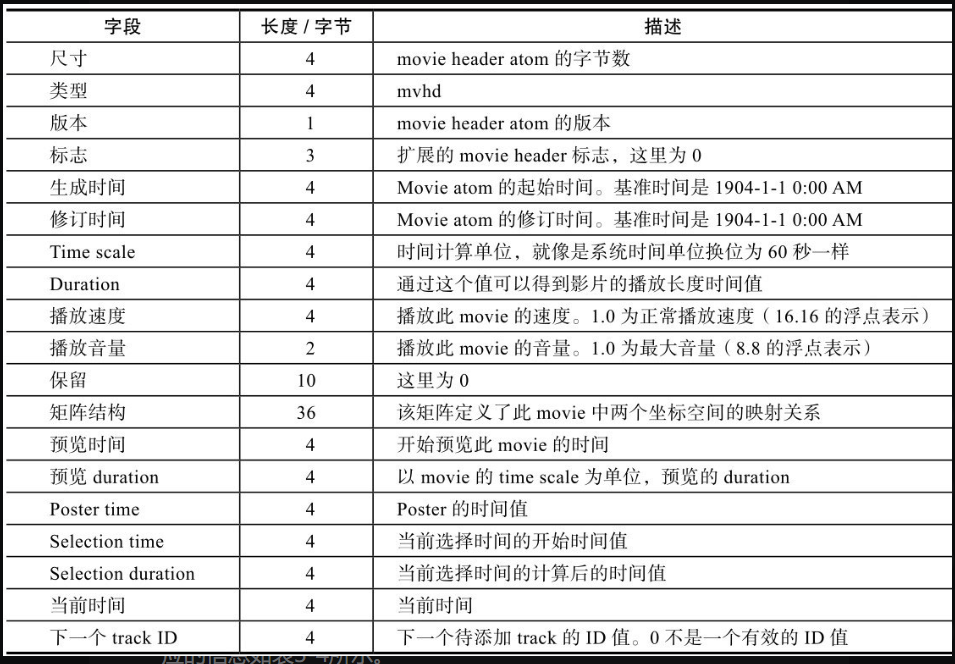 字段 长度 / 字节 描述
尺寸 4 movie header atom 的字节数
类型 4 mvhd
版本 1 movie header atom 的版本
标志 3 扩展的 movie header 标志，这里为 0
生成时间 4 Movie atom 的起始时间。基准时间是 1904-1-1 0:00 AM
修订时间 4 Movie atom 的修订时间。基准时间是 1904-1-1 0:00 AM
Time scale 4 时间计算单位，就像是系统时间单位换位为 60 秒一样
Duration 4 通过这个值可以得到影片的播放长度时间值
播放速度 4 播放此 movie 的速度。1.0 为正常播放速度（16.16 的浮点表示）
播放音量 2 播放此 movie 的音量。1.0 为最大音量（8.8 的浮点表示）
保留 10 这里为 0
矩阵结构 36 该矩阵定义了此 movie 中两个坐标空间的映射关系
预览时间 4 开始预览此 movie 的时间
预览 duration 4 以 movie 的 time scale 为单位，预览的 duration
Poster time 4 Poster 的时间值
Selection time 4 当前选择时间的开始时间值
Selection duration 4 当前选择时间的计算后的时间值
当前时间 4 当前时间
下一个 track ID 4 下一个待添加 track 的 ID 值。0 不是一个有效的 ID 值